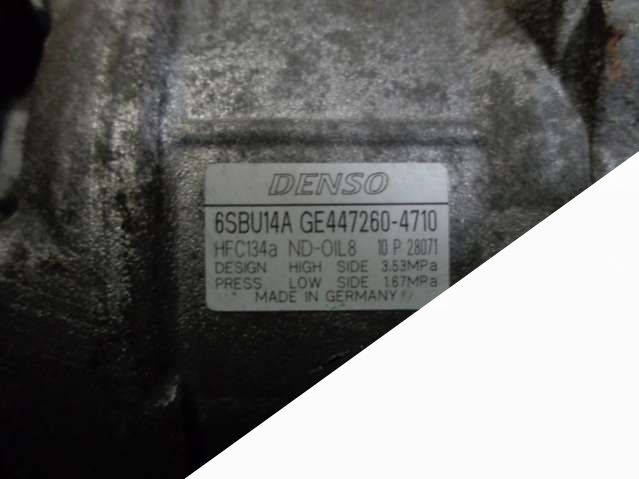 DENSO
6SBU14A GE447260-4710
HFC134a ND-OIL8 10 P. 28071
DESIGN HIGH SIDE 3.53MPa
PRESS LOW SIDE 1.67MPa
MADE IN GERMANY